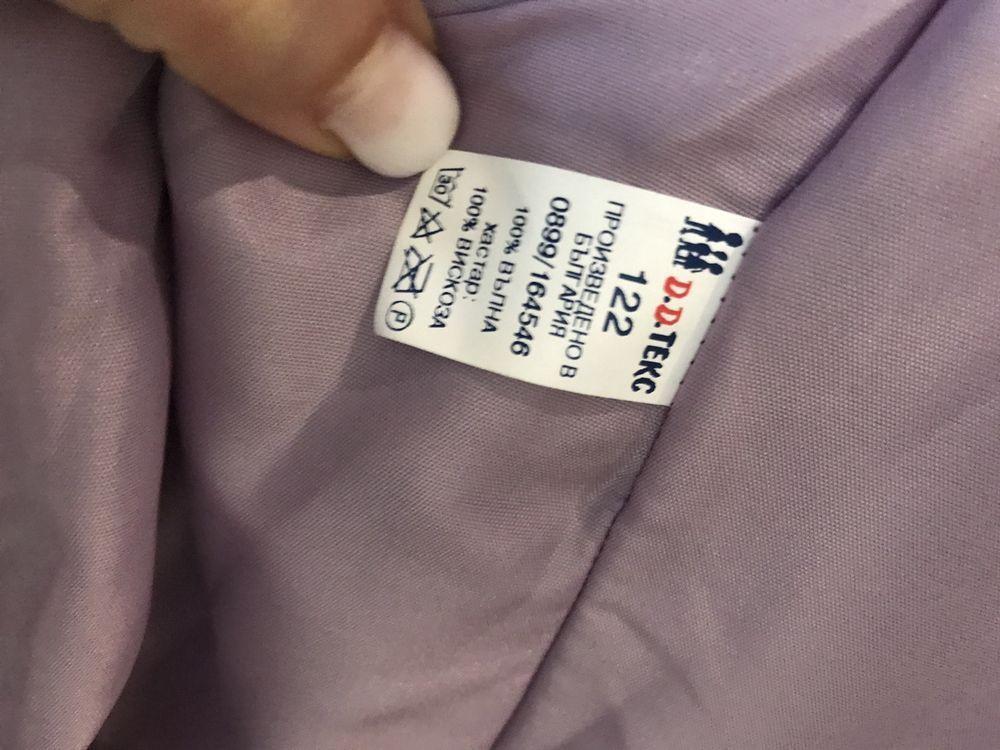 Д.Д.ТЕКС
122
ПРОИЗВЕДЕНО В
БЪЛГАРИЯ
0899/164546
100% ВЪЛНА
хастар:
100% ВИСКОЗА
30 P